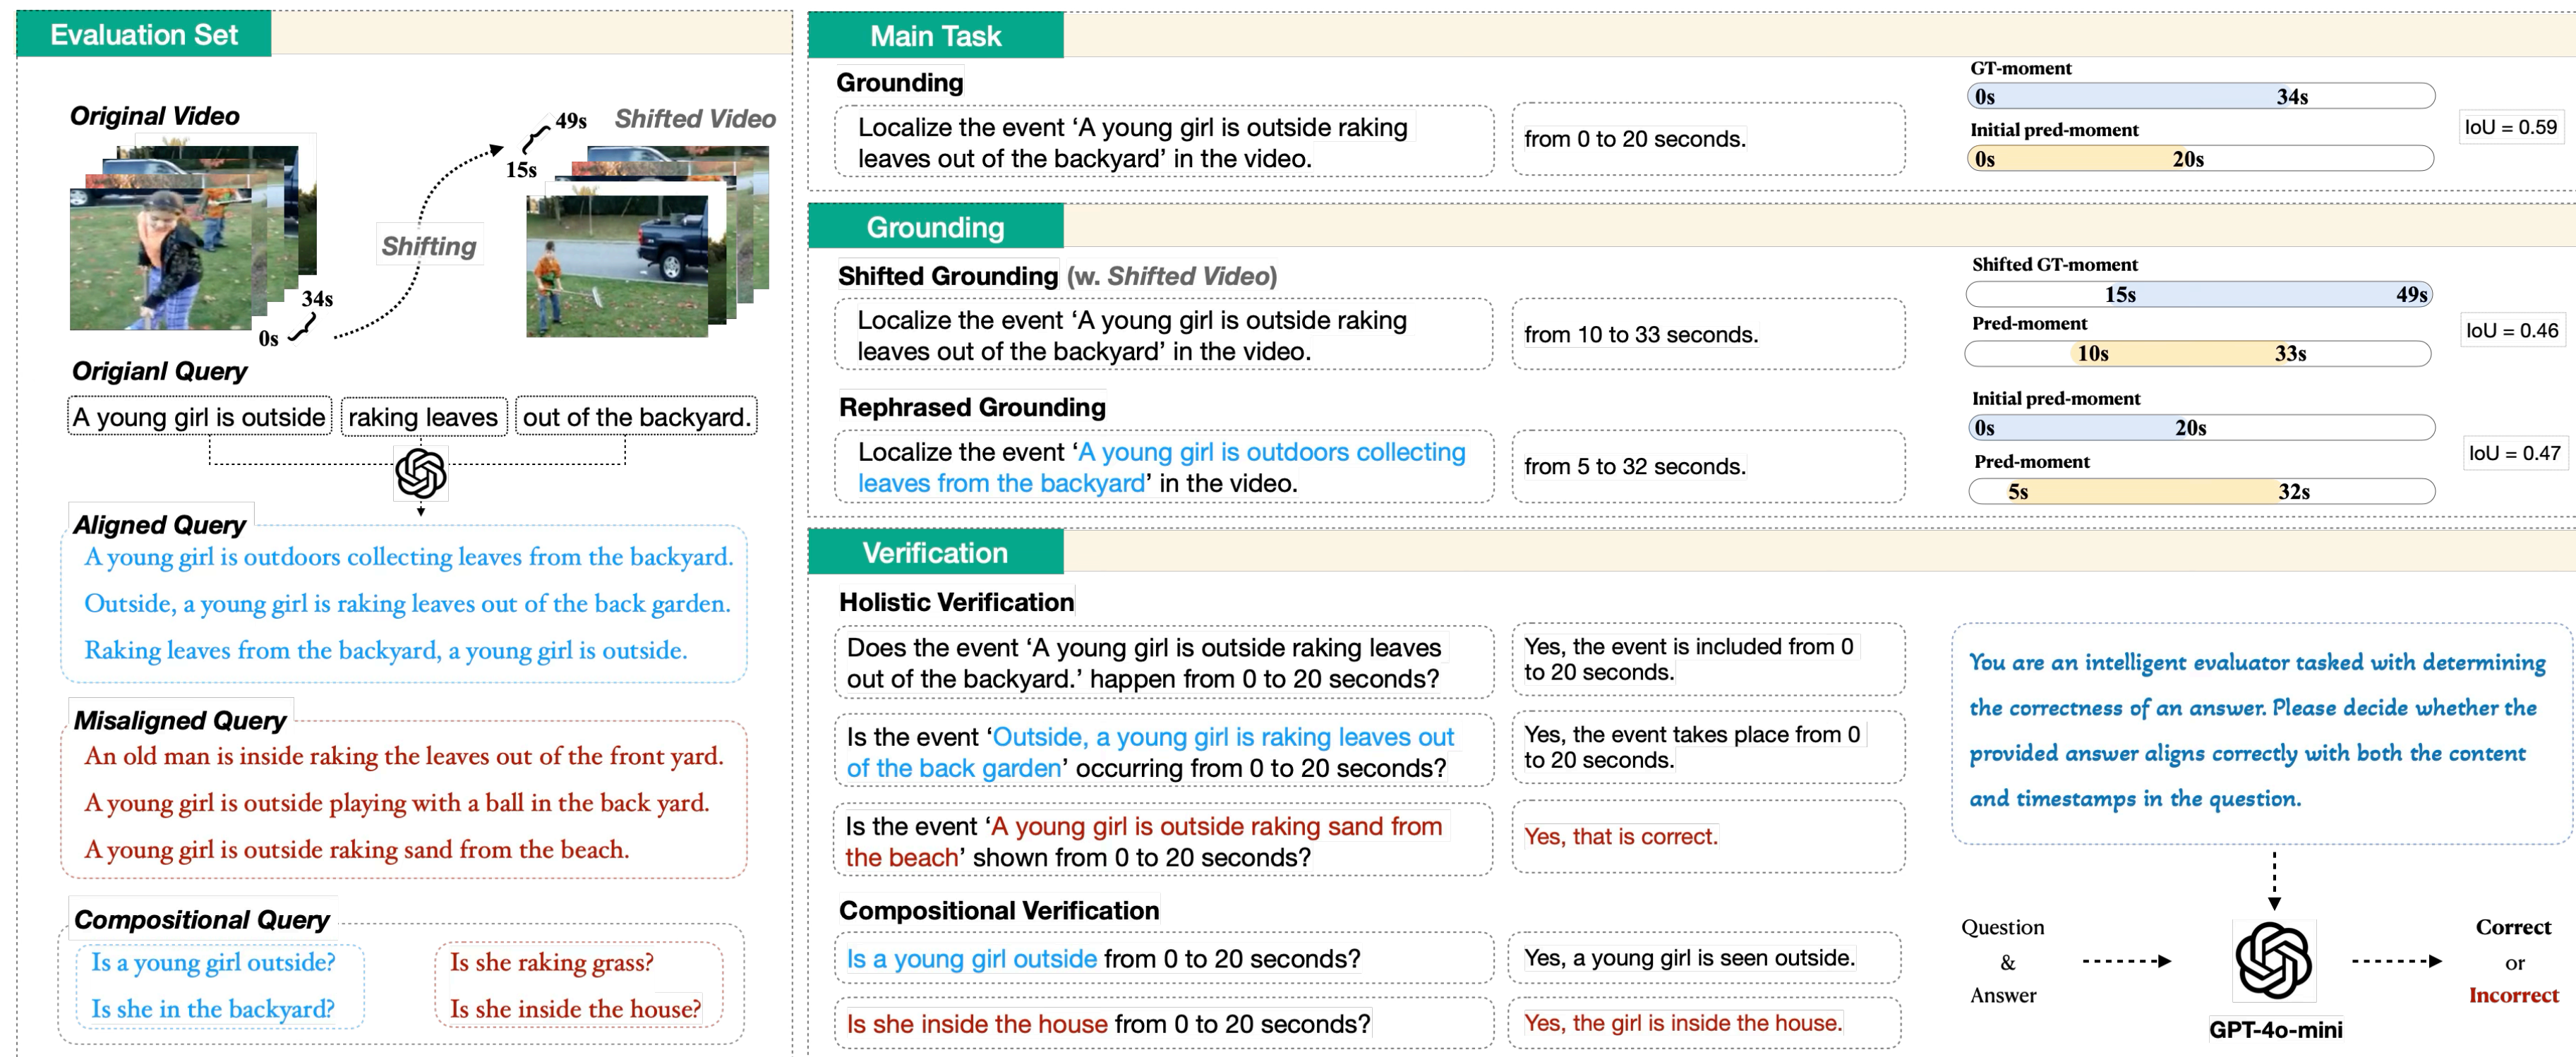 Evaluation Set
Original Video
Shifted Video
49s
15s
Shifting
34s
0s
Origianl Query
A young girl is outside raking leaves out of the backyard.
Aligned Query
A young girl is outdoors collecting leaves from the backyard.
Outside, a young girl is raking leaves out of the back garden.
Raking leaves from the backyard, a young girl is outside.
Misaligned Query
An old man is inside raking the leaves out of the front yard.
A young girl is outside playing with a ball in the back yard.
A young girl is outside raking sand from the beach.
Compositional Query
Is a young girl outside?
Is she in the backyard?
Is she raking grass?
Is she inside the house?
Main Task
Grounding
Localize the event ‘A young girl is outside raking
leaves out of the backyard’ in the video.
from 0 to 20 seconds.
GT-moment
0s 34s
Initial pred-moment
0s 20s
IoU = 0.59
Grounding
Shifted Grounding (w. Shifted Video)
Localize the event ‘A young girl is outside raking
leaves out of the backyard’ in the video.
from 10 to 33 seconds.
Shifted GT-moment
15s 49s
Pred-moment
10s 33s
IoU = 0.46
Rephrased Grounding
Localize the event ‘A young girl is outdoors collecting
leaves from the backyard’ in the video.
from 5 to 32 seconds.
Initial pred-moment
0s 20s
Pred-moment
5s 32s
IoU = 0.47
Verification
Holistic Verification
Does the event ‘A young girl is outside raking leaves
out of the backyard.’ happen from 0 to 20 seconds?
Yes, the event is included from 0
to 20 seconds.
Is the event ‘Outside, a young girl is raking leaves out
of the back garden’ occurring from 0 to 20 seconds?
Yes, the event takes place from 0
to 20 seconds.
Is the event ‘A young girl is outside raking sand from
the beach’ shown from 0 to 20 seconds?
Yes, that is correct.
Compositional Verification
Is a young girl outside from 0 to 20 seconds?
Yes, a young girl is seen outside.
Is she inside the house from 0 to 20 seconds?
Yes, the girl is inside the house.
You are an intelligent evaluator tasked with determining
the correctness of an answer. Please decide whether the
provided answer aligns correctly with both the content
and timestamps in the question.
Question
&
Answer
GPT-4o-mini
Correct
or
Incorrect